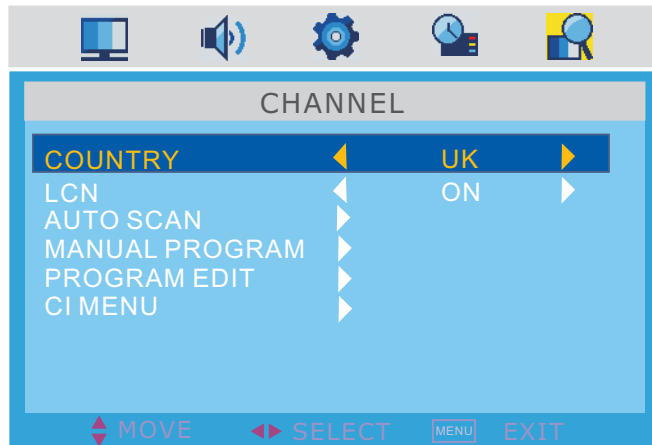 CHANNEL
COUNTRY UK
LCN ON
AUTO SCAN
MANUAL PROGRAM
PROGRAM EDIT
CI MENU
MOVE SELECT MENU EXIT